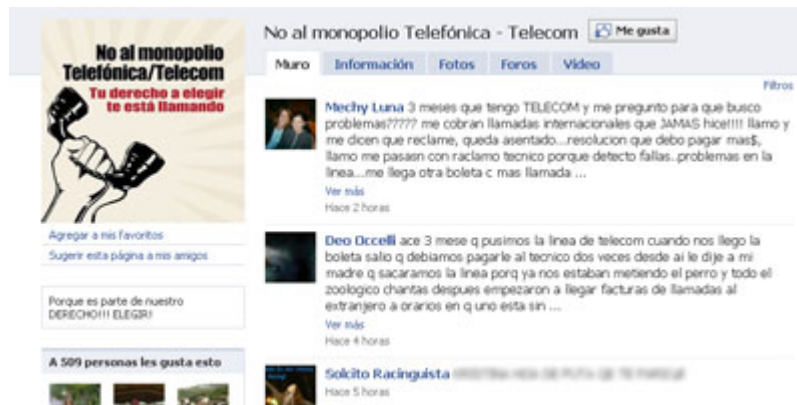 No al monopolio Telefónica - Telecom
Me gusta
No al monopolio
Telefónica/Telecom
Tu derecho a elegir
te está llamando
Muro Información Fotos Foros Video
Filtros
Mechy Luna 3 meses que tengo TELECOM y me pregunto para que busco
problemas????? me cobran llamadas internacionales que JAMAS hice!!!! llamo y
me dicen que reclame, queda asentado...resolucion que debo pagar mas$,
llamo me pasasn con raclamo tecnico porque detecto fallas..problemas en la
linea...me llega otra boleta c mas llamada ...
Ver más
Hace 2 horas
Agregar a mis favoritos
Sugerir esta página a mis amigos
Deo Occelli ace 3 mese q pusimos la linea de telecom cuando nos llego la
boleta salio q debiamos pagarle al tecnico dos veces desde ai le dije a mi
madre q sacaramos la linea porq ya nos estaban metiendo el perro y todo el
zoologico chantas despues empezaron a llegar facturas de llamadas al
extranjero a orarios en q uno esta sin ...
Ver más
Hace 4 horas
Porque es parte de nuestro
DERECHO!!! ELEGIR!
A 509 personas les gusta esto
Solcito Racinguista
Hace 5 horas